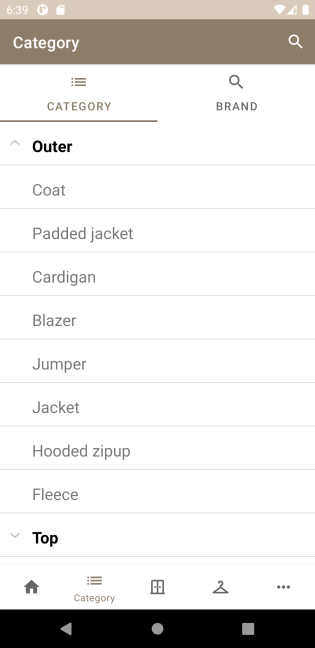 6:39
Category
CATEGORY
BRAND
Outer
Coat
Padded jacket
Cardigan
Blazer
Jumper
Jacket
Hooded zipup
Fleece
Top
Category